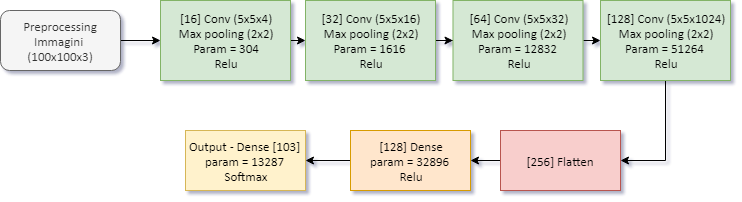 Preprocessing
Immagini
(100x100x3)
[16] Conv (5x5x4)
Max pooling (2x2)
Param = 304
Relu
[32] Conv (5x5x16)
Max pooling (2x2)
Param = 1616
Relu
[64] Conv (5x5x32)
Max pooling (2x2)
Param = 12832
Relu
[128] Conv (5x5x1024)
Max pooling (2x2)
Param = 51264
Relu
[256] Flatten
[128] Dense
param = 32896
Relu
Output - Dense [103]
param = 13287
Softmax